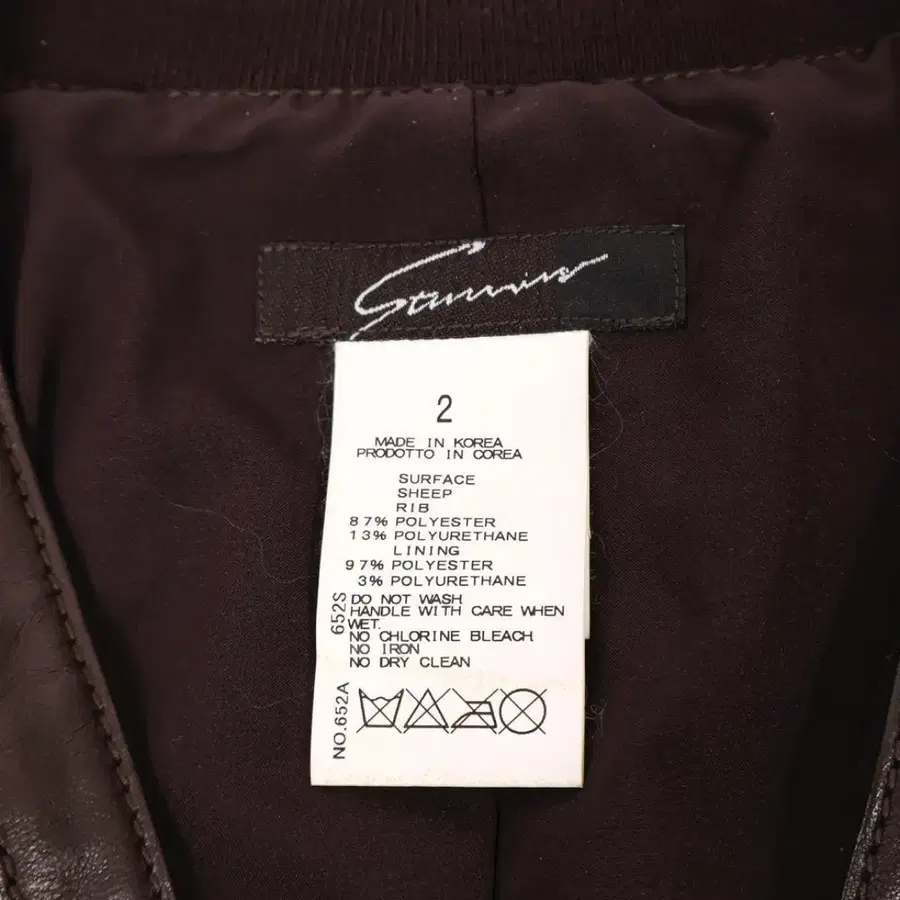 2
MADE IN KOREA
PRODOTTO IN COREA
SURFACE
SHEEP
RIB
87% POLYESTER
13% POLYURETHANE
LINING
97% POLYESTER
3% POLYURETHANE
DO NOT WASH
HANDLE WITH CARE WHEN
WET.
NO CHLORINE BLEACH
NO IRON
NO DRY CLEAN
652S
NO.652A